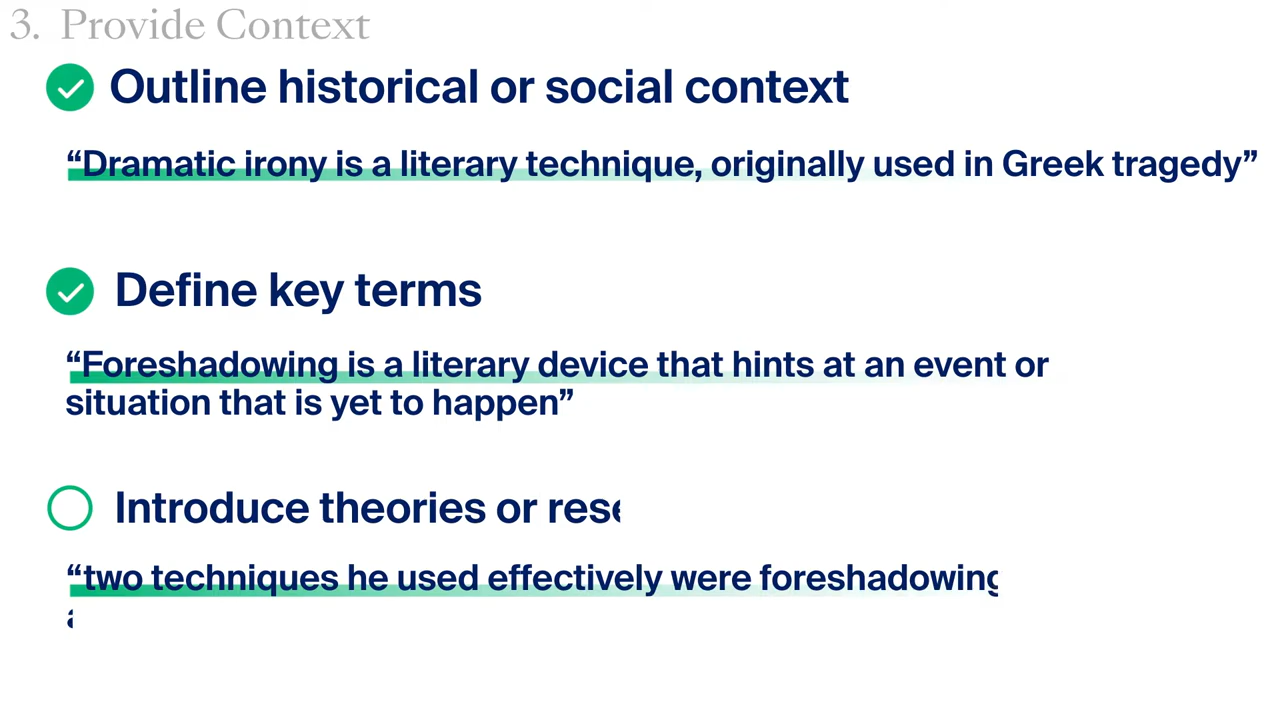 3. Provide Context
Outline historical or social context
“Dramatic irony is a literary technique, originally used in Greek tragedy”
Define key terms
“Foreshadowing is a literary device that hints at an event or
situation that is yet to happen”
Introduce theories or
“two techniques he used effectively were foreshadowing